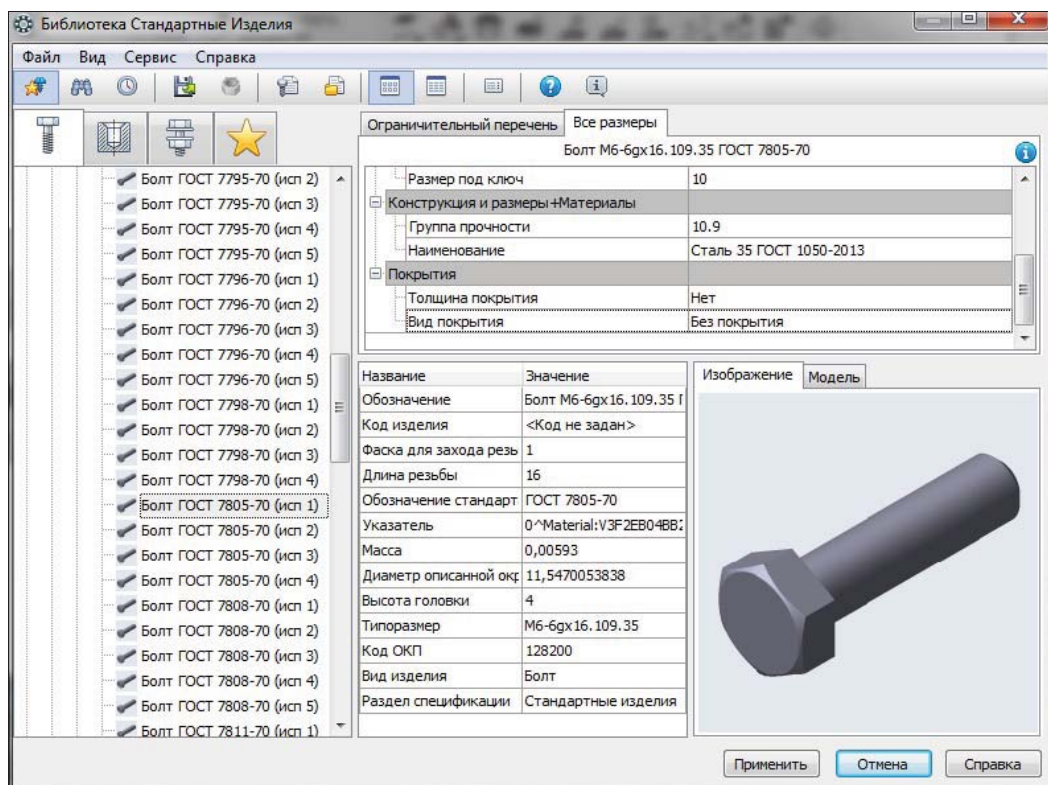 Библиотека Стандартные Изделия
Файл Вид Сервис Справка
Болт ГОСТ 7795-70 (исп 2)
Болт ГОСТ 7795-70 (исп 3)
Болт ГОСТ 7795-70 (исп 4)
Болт ГОСТ 7795-70 (исп 5)
Болт ГОСТ 7796-70 (исп 1)
Болт ГОСТ 7796-70 (исп 2)
Болт ГОСТ 7796-70 (исп 3)
Болт ГОСТ 7796-70 (исп 4)
Болт ГОСТ 7796-70 (исп 5)
Болт ГОСТ 7798-70 (исп 1)
Болт ГОСТ 7798-70 (исп 2)
Болт ГОСТ 7798-70 (исп 3)
Болт ГОСТ 7798-70 (исп 4)
Болт ГОСТ 7805-70 (исп 1)
Болт ГОСТ 7805-70 (исп 2)
Болт ГОСТ 7805-70 (исп 3)
Болт ГОСТ 7805-70 (исп 4)
Болт ГОСТ 7808-70 (исп 1)
Болт ГОСТ 7808-70 (исп 2)
Болт ГОСТ 7808-70 (исп 3)
Болт ГОСТ 7808-70 (исп 4)
Болт ГОСТ 7808-70 (исп 5)
Болт ГОСТ 7811-70 (исп 1)
Ограничительный перечень Все размеры
Болт М6-6gx16.109.35 ГОСТ 7805-70
Размер под ключ 10
Конструкция и размеры+Материалы
Группа прочности 10.9
Наименование Сталь 35 ГОСТ 1050-2013
Покрытия
Толщина покрытия Нет
Вид покрытия Без покрытия
Название Значение
Обозначение Болт М6-6gx16.109.35 Г
Код изделия <Код не задан>
Фаска для захода резь 1
Длина резьбы 16
Обозначение стандарт ГОСТ 7805-70
Указатель 0^Material:V3F2EB04BB2
Масса 0,00593
Диаметр описанной окр 11,5470053838
Высота головки 4
Типоразмер М6-6gx16.109.35
Код ОКП 128200
Вид изделия Болт
Раздел спецификации Стандартные изделия
Изображение Модель
Применить Отмена Справка